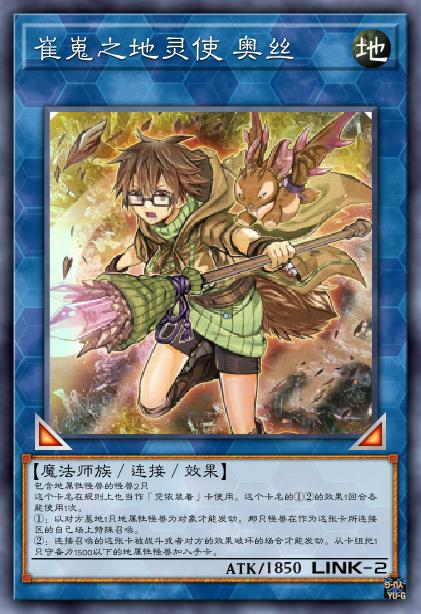 崔嵬之地灵使 奥丝
地
【魔法师族／连接／效果】
包含地属性怪兽的怪兽2只
这个卡名在规则上也当作「凭依装着」卡使用。这个卡名的①②的效果1回合各
能使用1次。
①：以对方墓地1只地属性怪兽为对象才能发动。那只怪兽在作为这张卡所连接
区的自己场上特殊召唤。
②：连接召唤的这张卡被战斗或者对方的效果破坏的场合才能发动。从卡组把1
只守备力1500以下的地属性怪兽加入手卡。
ATK/1850 LINK-2